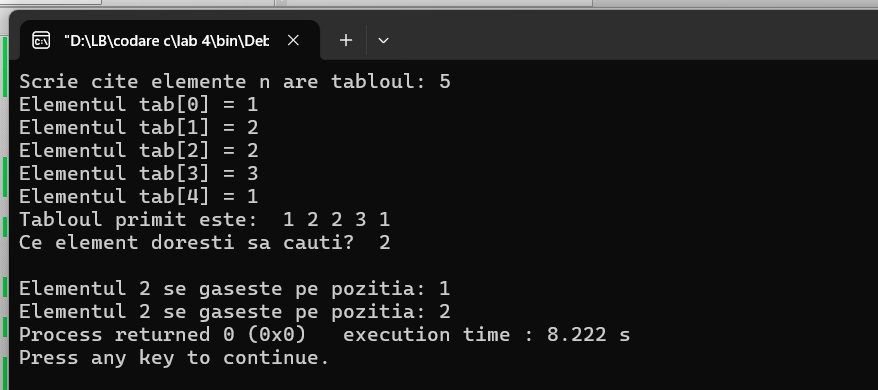 "D:\LB\codare c\lab 4\bin\Deb
Scrie cite elemente n are tabloul: 5
Elementul tab[0] = 1
Elementul tab[1] = 2
Elementul tab[2] = 2
Elementul tab[3] = 3
Elementul tab[4] = 1
Tabloul primit este:  1 2 2 3 1
Ce element doresti sa cauti?  2
Elementul 2 se gaseste pe pozitia: 1
Elementul 2 se gaseste pe pozitia: 2
Process returned 0 (0x0)   execution time : 8.222 s
Press any key to continue.